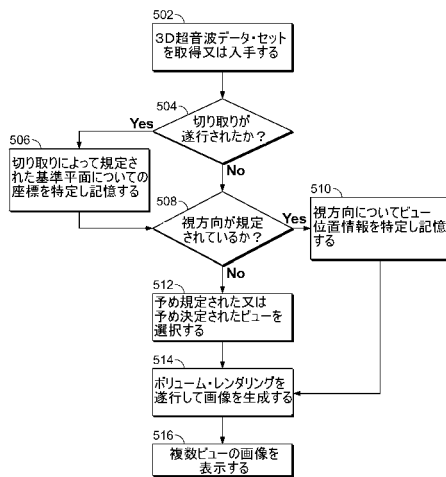 502
3D超音波データ・セット
を取得又は入手する
504
切り取りが
遂行されたか？
Yes
506
切り取りによって規定さ
れた基準平面についての
座標を特定し記憶する
No
508
視方向が規定
されているか？
Yes
510
視方向についてビュー
位置情報を特定し記憶
する
No
512
予め規定された又は
予め決定されたビューを
選択する
514
ボリューム・レンダリングを
遂行して画像を生成する
516
複数ビューの画像を
表示する